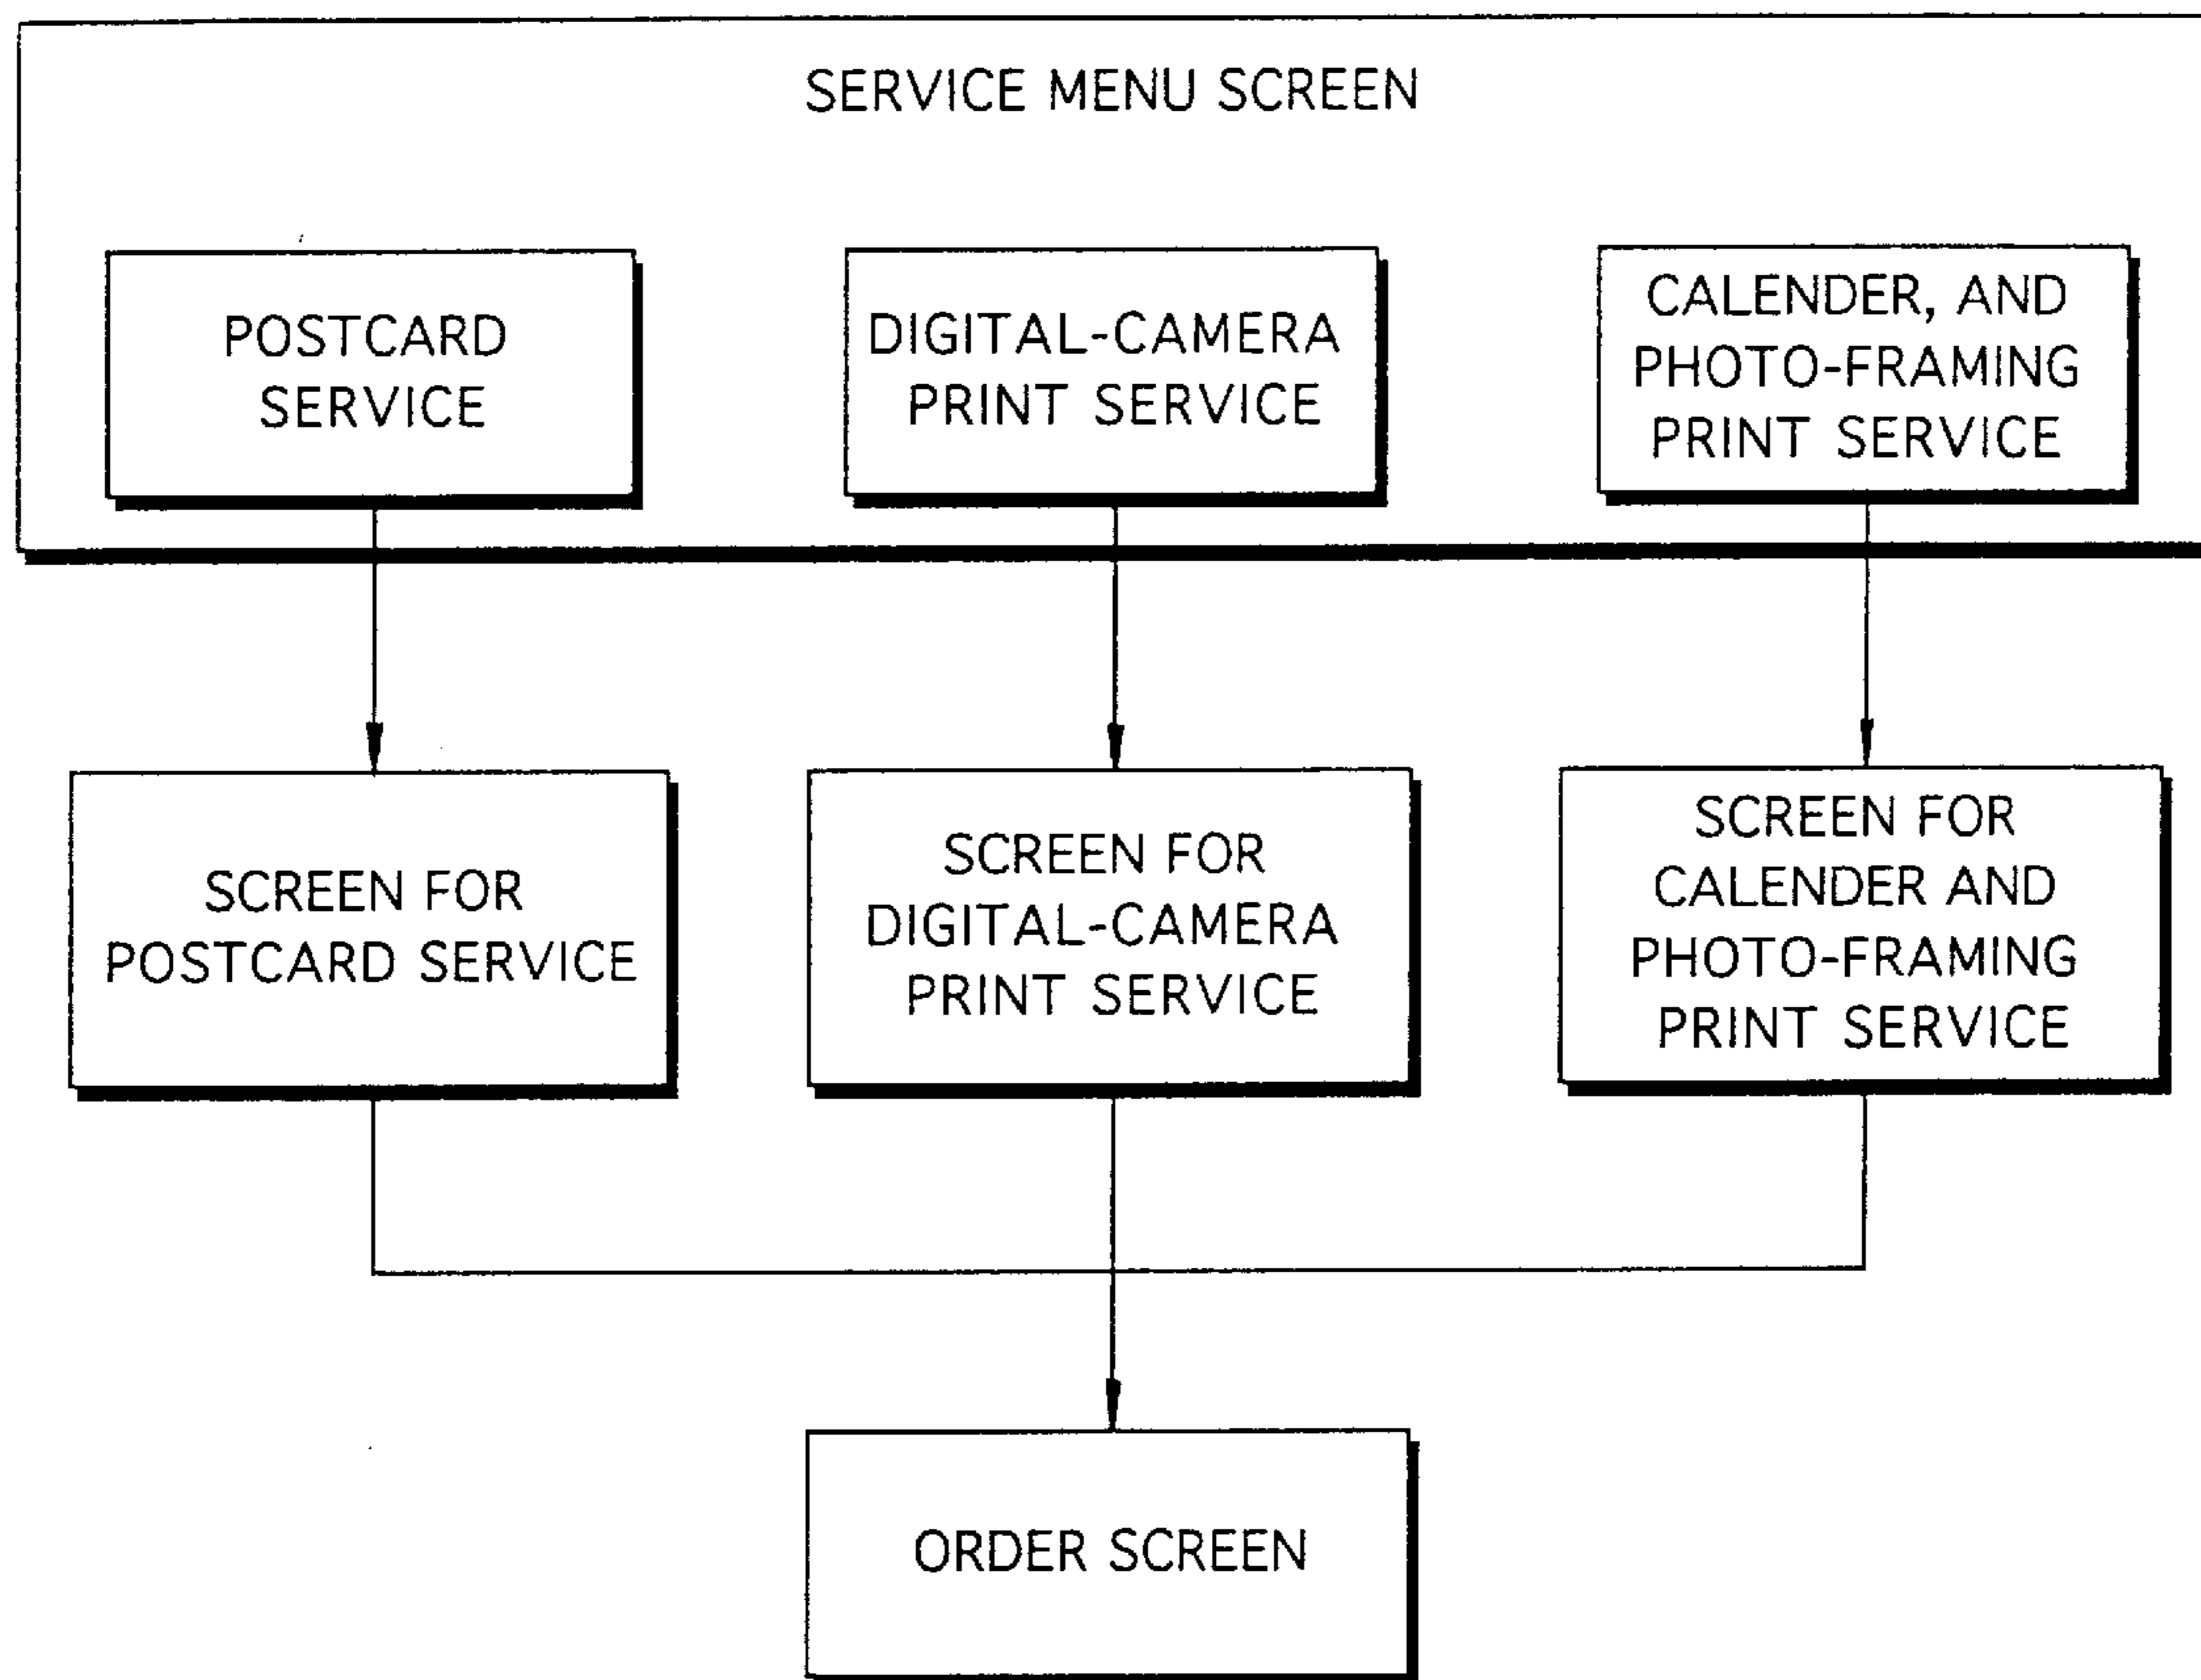 SERVICE MENU SCREEN
POSTCARD
SERVICE
DIGITAL-CAMERA
PRINT SERVICE
CALENDER, AND
PHOTO-FRAMING
PRINT SERVICE
SCREEN FOR
POSTCARD SERVICE
SCREEN FOR
DIGITAL-CAMERA
PRINT SERVICE
SCREEN FOR
CALENDER AND
PHOTO-FRAMING
PRINT SERVICE
ORDER SCREEN